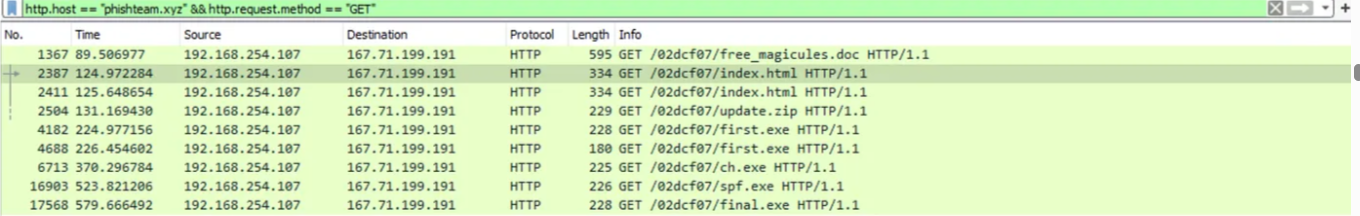 http.host == "phishteam.xyz" && http.request.method == "GET"
No. Time Source Destination Protocol Length Info
1367 89.506977 192.168.254.107 167.71.199.191 HTTP 595 GET /02dcf07/free_magicules.doc HTTP/1.1
2387 124.972284 192.168.254.107 167.71.199.191 HTTP 334 GET /02dcf07/index.html HTTP/1.1
2411 125.648654 192.168.254.107 167.71.199.191 HTTP 334 GET /02dcf07/index.html HTTP/1.1
2504 131.169430 192.168.254.107 167.71.199.191 HTTP 229 GET /02dcf07/update.zip HTTP/1.1
4182 224.977156 192.168.254.107 167.71.199.191 HTTP 228 GET /02dcf07/first.exe HTTP/1.1
4688 226.454602 192.168.254.107 167.71.199.191 HTTP 180 GET /02dcf07/first.exe HTTP/1.1
6713 370.296784 192.168.254.107 167.71.199.191 HTTP 225 GET /02dcf07/ch.exe HTTP/1.1
16903 523.821206 192.168.254.107 167.71.199.191 HTTP 226 GET /02dcf07/spf.exe HTTP/1.1
17568 579.666492 192.168.254.107 167.71.199.191 HTTP 228 GET /02dcf07/final.exe HTTP/1.1